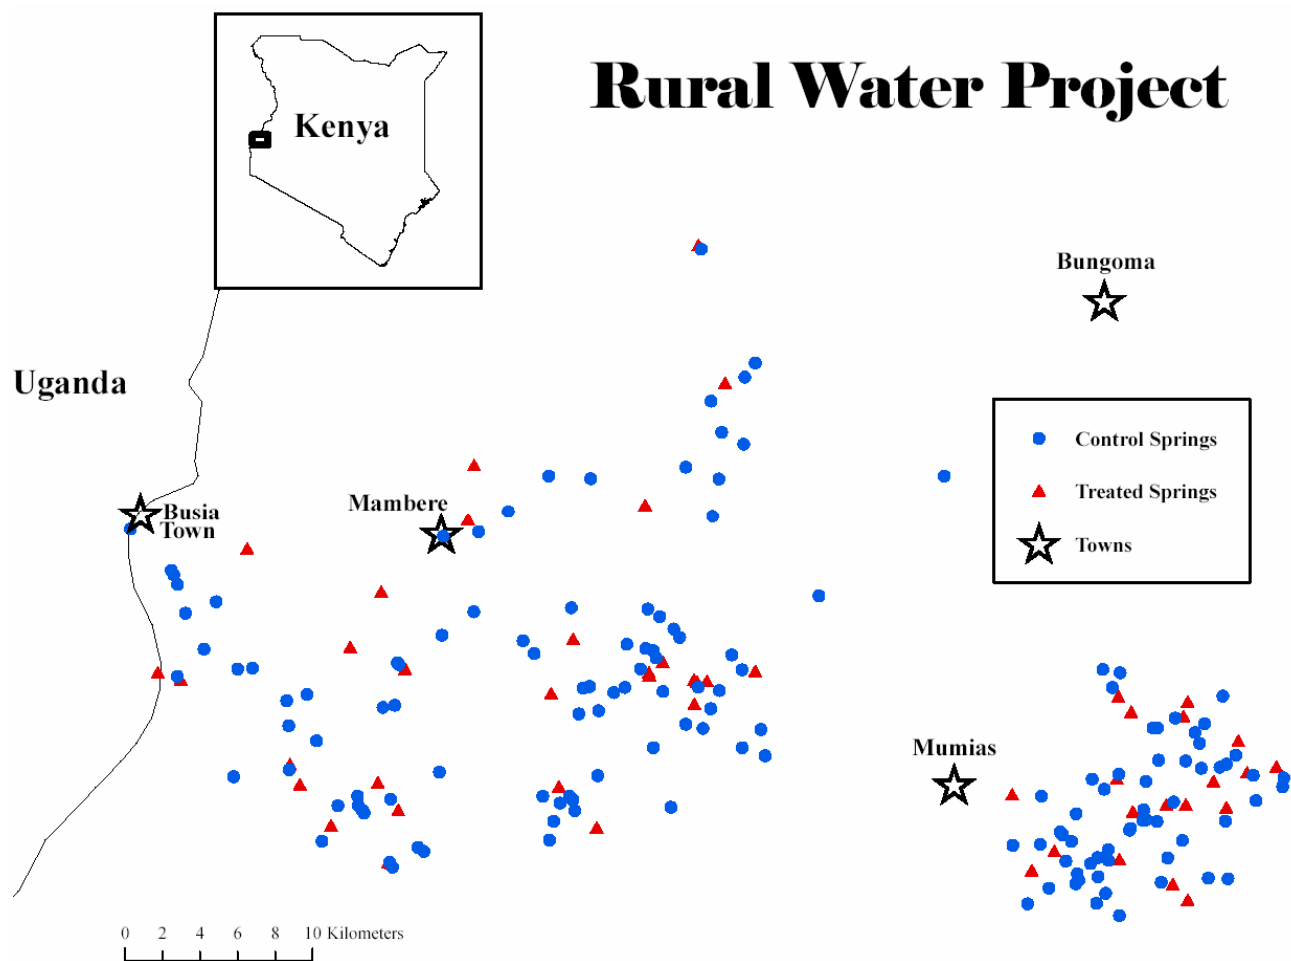 Rural Water Project
Kenya
Bungoma
Uganda
Control Springs
Treated Springs
Towns
Mambere
Busia
Town
Mumias
0 2 4 6 8 10 Kilometers